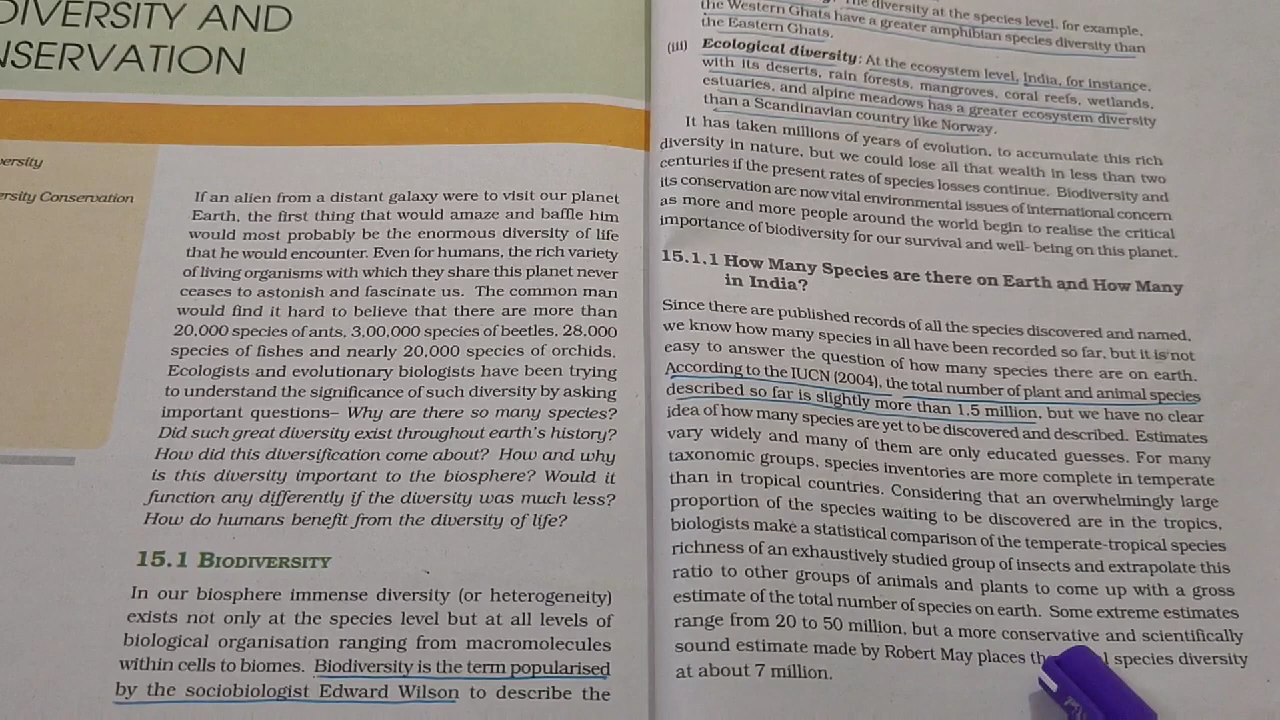 DIVERSITY AND
NSERVATION
versity
ersity Conservation
If an alien from a distant galaxy were to visit our planet
Earth, the first thing that would amaze and baffle him
would most probably be the enormous diversity of life
that he would encounter. Even for humans, the rich variety
of living organisms with which they share this planet never
ceases to astonish and fascinate us. The common man
would find it hard to believe that there are more than
20,000 species of ants, 3,00,000 species of beetles, 28,000
species of fishes and nearly 20,000 species of orchids.
Ecologists and evolutionary biologists have been trying
to understand the significance of such diversity by asking
important questions– Why are there so many species?
Did such great diversity exist throughout earth's history?
How did this diversification come about? How and why
is this diversity important to the biosphere? Would it
function any differently if the diversity was much less?
How do humans benefit from the diversity of life?
15.1 BIODIVERSITY
In our biosphere immense diversity (or heterogeneity)
exists not only at the species level but at all levels of
biological organisation ranging from macromolecules
within cells to biomes. Biodiversity is the term popularised
by the sociobiologist Edward Wilson to describe the
The diversity at the species level, for example,
the Western Ghats have a greater amphibian species diversity than
the Eastern Ghats.
(iii) Ecological diversity: At the ecosystem level, India, for instance,
with its deserts, rain forests, mangroves, coral reefs, wetlands,
estuaries, and alpine meadows has a greater ecosystem diversity
than a Scandinavian country like Norway.
It has taken millions of years of evolution, to accumulate this rich
diversity in nature, but we could lose all that wealth in less than two
centuries if the present rates of species losses continue. Biodiversity and
its conservation are now vital environmental issues of international concern
as more and more people around the world begin to realise the critical
importance of biodiversity for our survival and well- being on this planet.
15.1.1 How Many Species are there on Earth and How Many
in India?
Since there are published records of all the species discovered and named,
we know how many species in all have been recorded so far, but it is not
easy to answer the question of how many species there are on earth.
According to the IUCN (2004), the total number of plant and animal species
described so far is slightly more than 1.5 million, but we have no clear
idea of how many species are yet to be discovered and described. Estimates
vary widely and many of them are only educated guesses. For many
taxonomic groups, species inventories are more complete in temperate
than in tropical countries. Considering that an overwhelmingly large
proportion of the species waiting to be discovered are in the tropics,
biologists make a statistical comparison of the temperate-tropical species
richness of an exhaustively studied group of insects and extrapolate this
ratio to other groups of animals and plants to come up with a gross
estimate of the total number of species on earth. Some extreme estimates
range from 20 to 50 million, but a more conservative and scientifically
sound estimate made by Robert May places species diversity
at about 7 million.